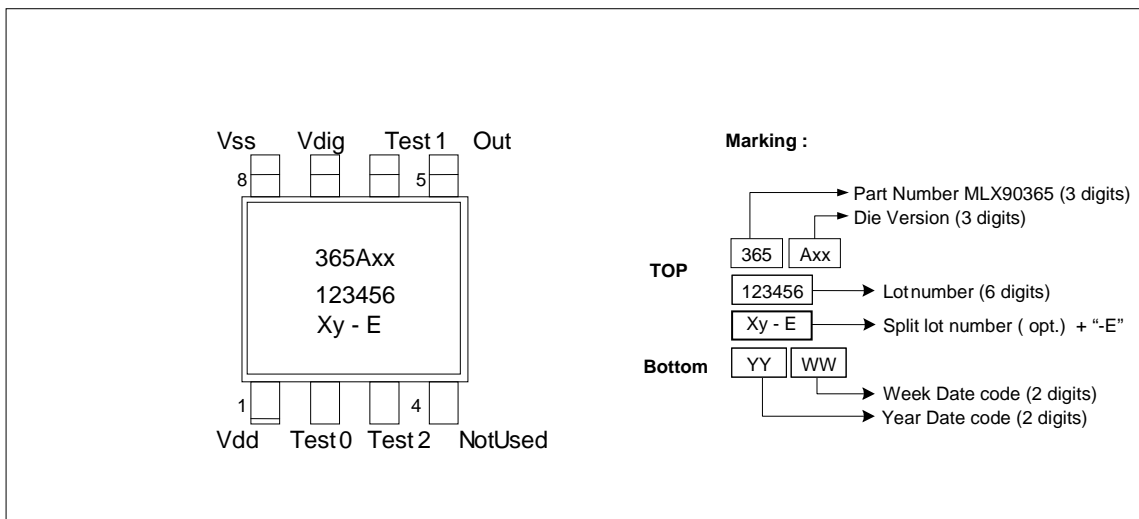 Vss Vdig Test 1 Out
8 5
365Axx
123456
Xy - E
1 4
Vdd Test 0 Test 2 NotUsed
Marking :
Part Number MLX90365 (3 digits)
Die Version (3 digits)
365 Axx
TOP
123456 Lot number (6 digits)
Xy - E Split lot number ( opt.) + “-E”
Bottom YY WW
Week Date code (2 digits)
Year Date code (2 digits)